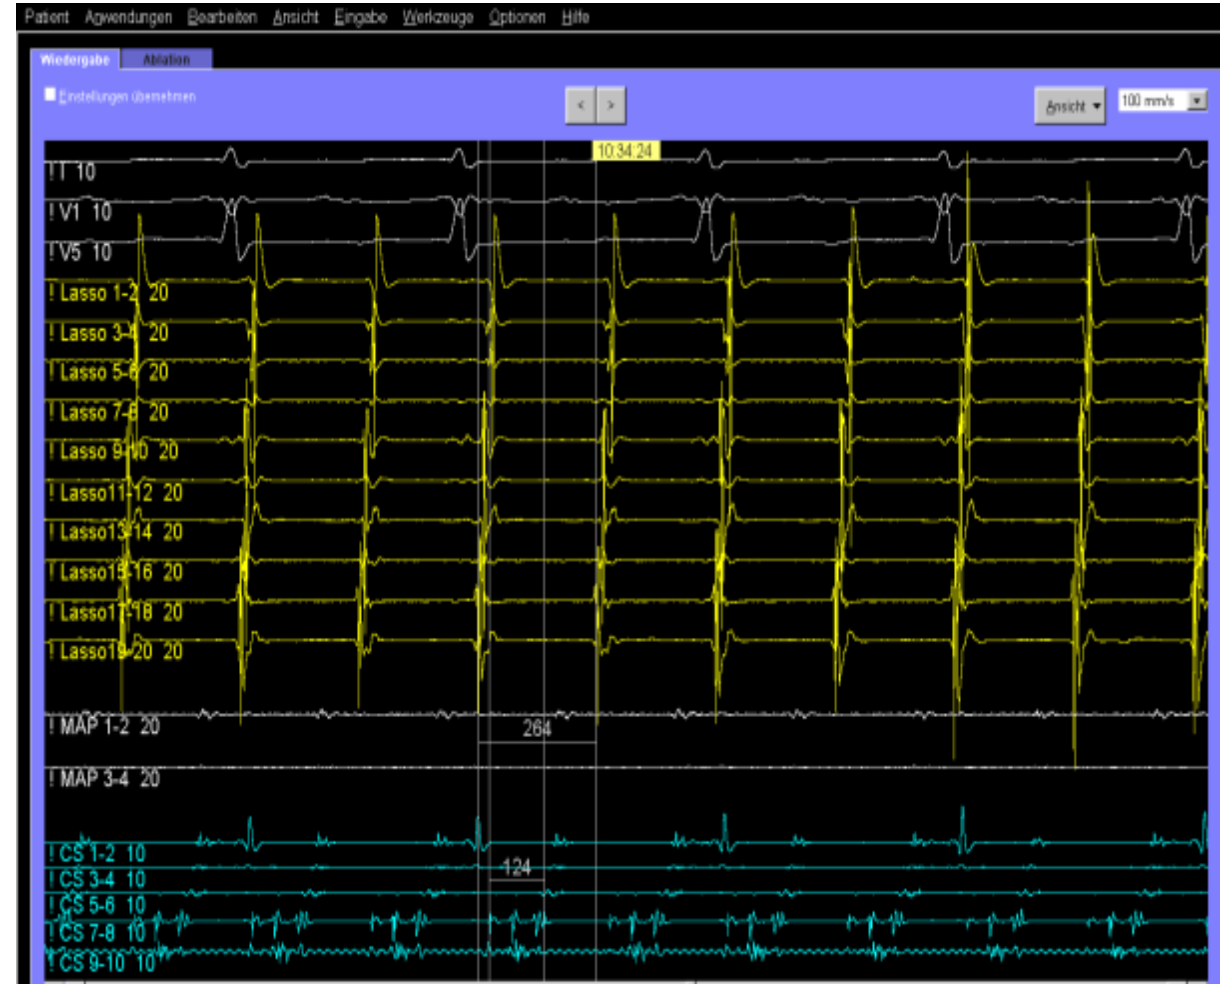 Patient Anwendungen Bearbeiten Ansicht Eingabe Werkzeuge Optionen Hilfe
Wiedergabe Ablation
Einstellungen übernehmen < > Ansicht 100 mm/s
10:34:24
! I 10
! V1 10
! V5 10
! Lasso 1-2 20
! Lasso 3-4 20
! Lasso 5-6 20
! Lasso 7-8 20
! Lasso 9-10 20
! Lasso11-12 20
! Lasso13-14 20
! Lasso15-16 20
! Lasso17-18 20
! Lasso19-20 20
! MAP 1-2 20
264
! MAP 3-4 20
! CS 1-2 10
124
! CS 3-4 10
! CS 5-6 10
! CS 7-8 10
! CS 9-10 10